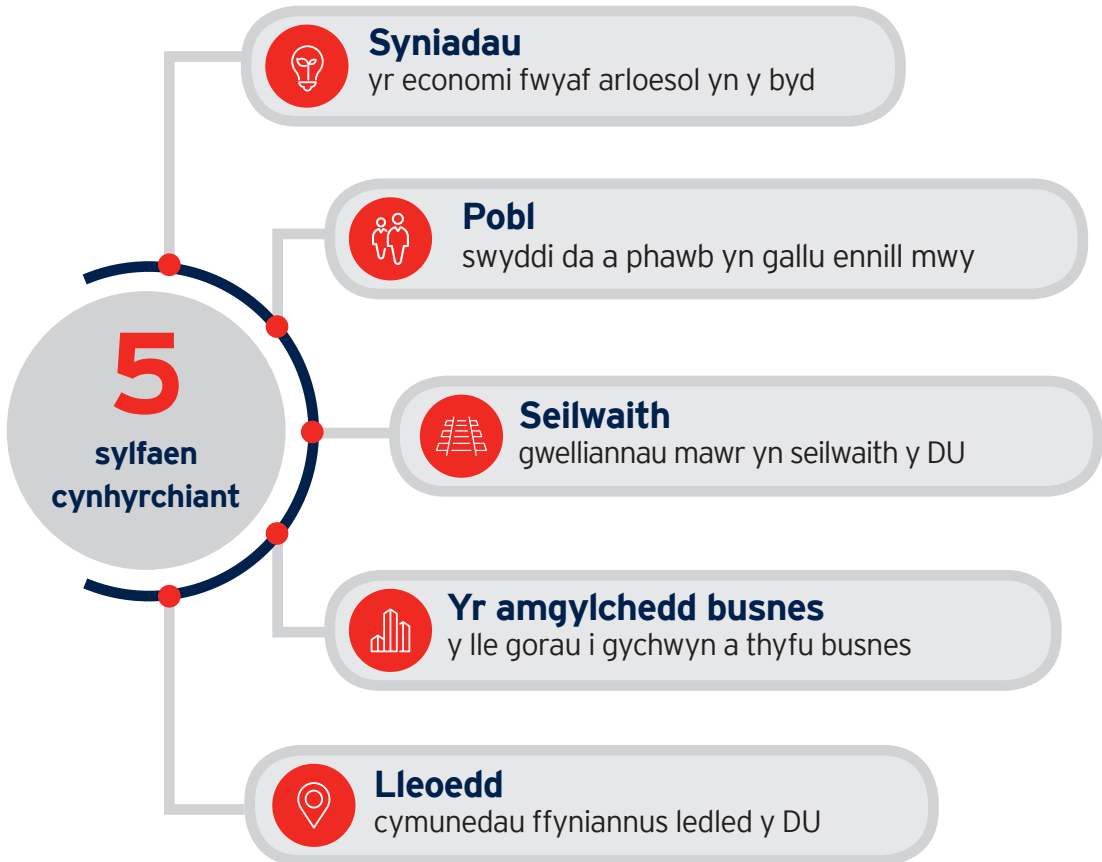 Syniadau
yr economi fwyaf arloesol yn y byd
Pobl
swyddi da a phawb yn gallu ennill mwy
5
sylfaen
cynhyrchiant
Seilwaith
gwelliannau mawr yn seilwaith y DU
Yr amgylchedd busnes
y lle gorau i gychwyn a thyfu busnes
Lleoedd
cymunedau ffyniannus ledled y DU